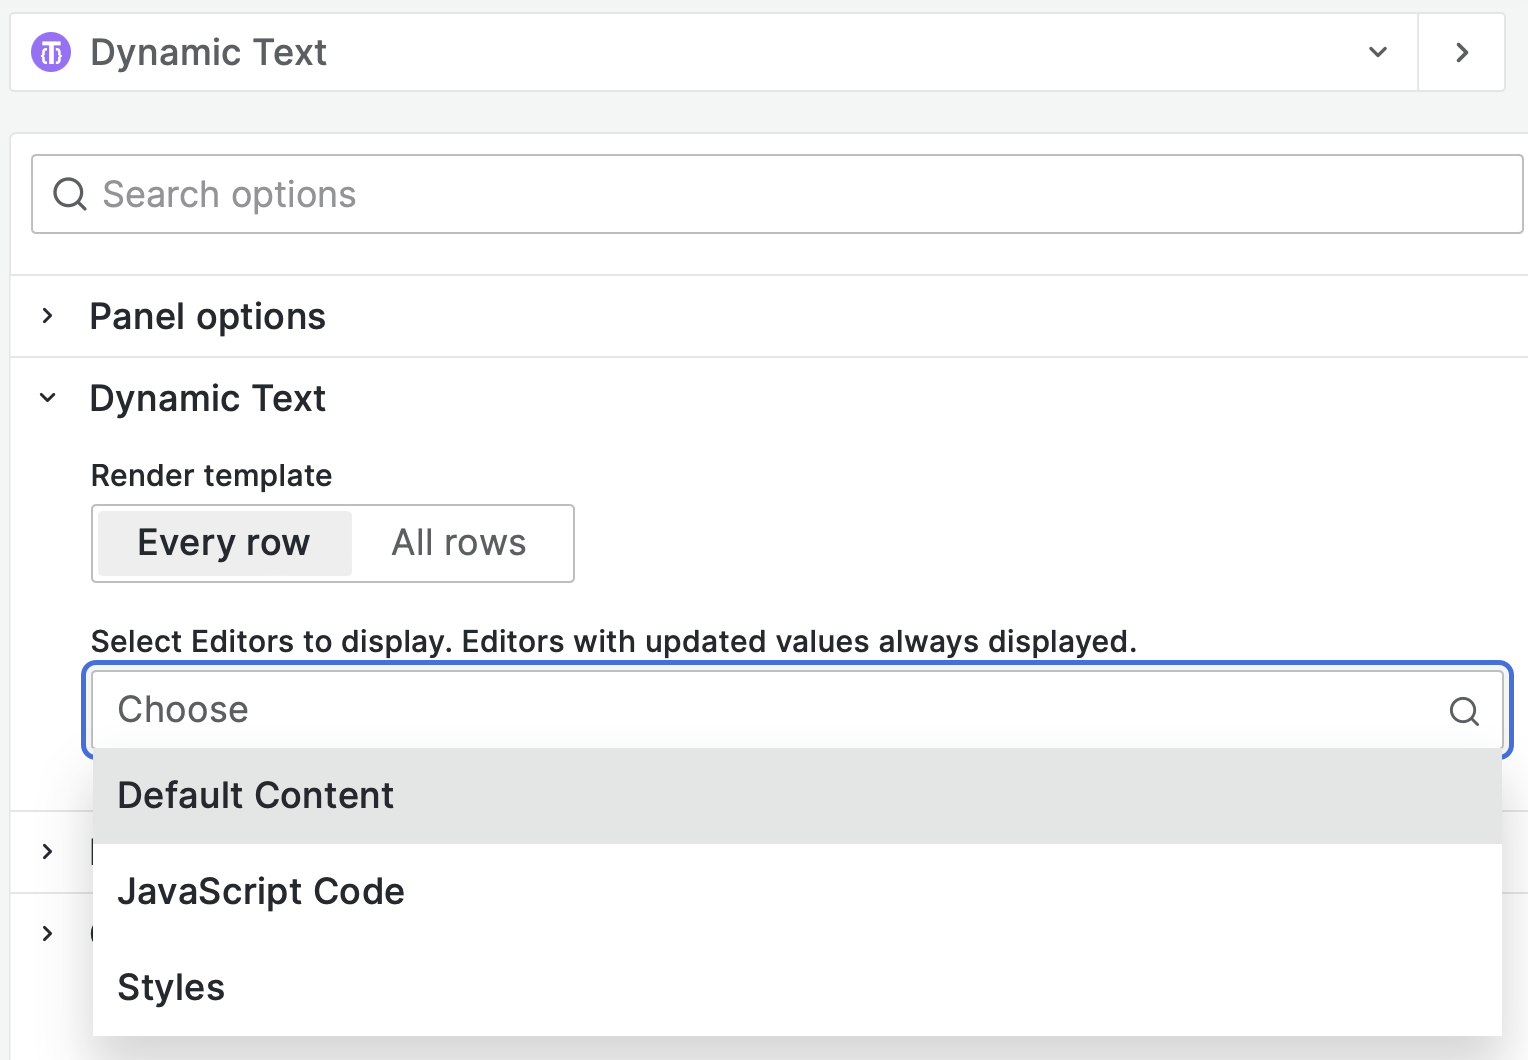 Dynamic Text
Search options
Panel options
Dynamic Text
Render template
Every row All rows
Select Editors to display. Editors with updated values always displayed.
Choose
Default Content
JavaScript Code
Styles